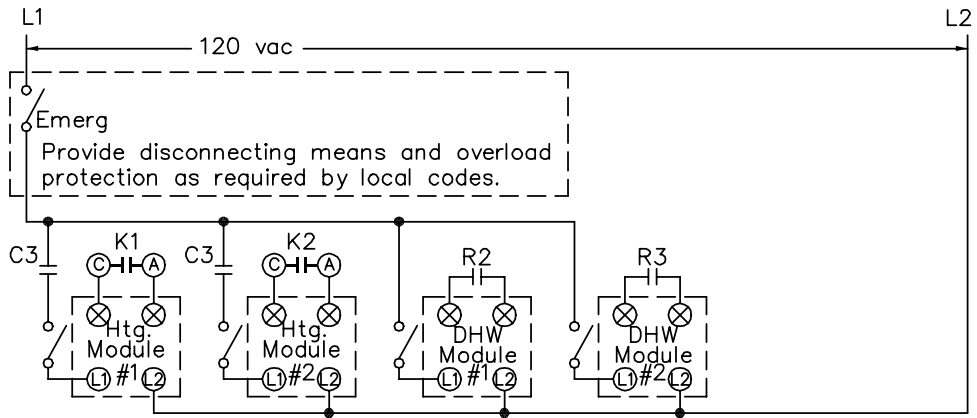 L1
L2
120 vac
Emerg
Provide disconnecting means and overload
protection as required by local codes.
C3
K1
C
A
C3
K2
C
A
R2
R3
Htg.
Module
#1
L1
L2
Htg.
Module
#2
L1
L2
DHW
Module
#1
L1
L2
DHW
Module
#2
L1
L2